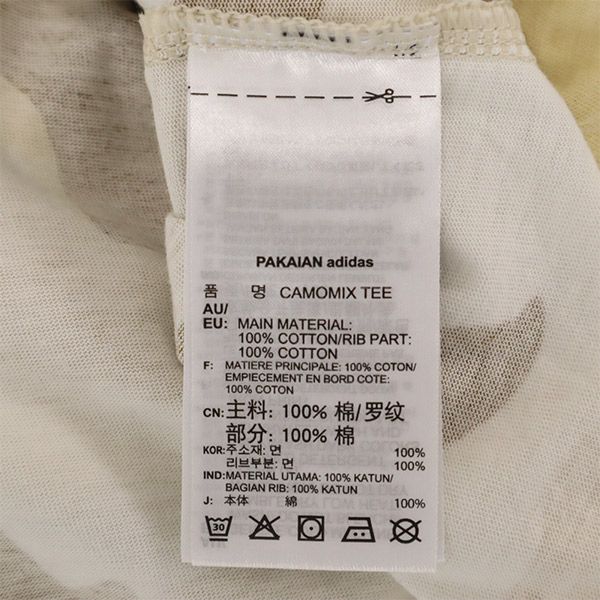 PAKAIAN adidas
품 명 CAMOMIX TEE
AU/
EU: MAIN MATERIAL:
100% COTTON/RIB PART:
100% COTTON
F: MATIERE PRINCIPALE: 100% COTON/
EMPIECEMENT EN BORD COTE:
100% COTON
CN: 主料: 100% 棉/罗纹
部分: 100% 棉
KOR: 주소재: 면 100%
리브부분: 면 100%
IND: MATERIAL UTAMA: 100% KATUN/
BAGIAN RIB: 100% KATUN
J: 本体 綿 100%
30